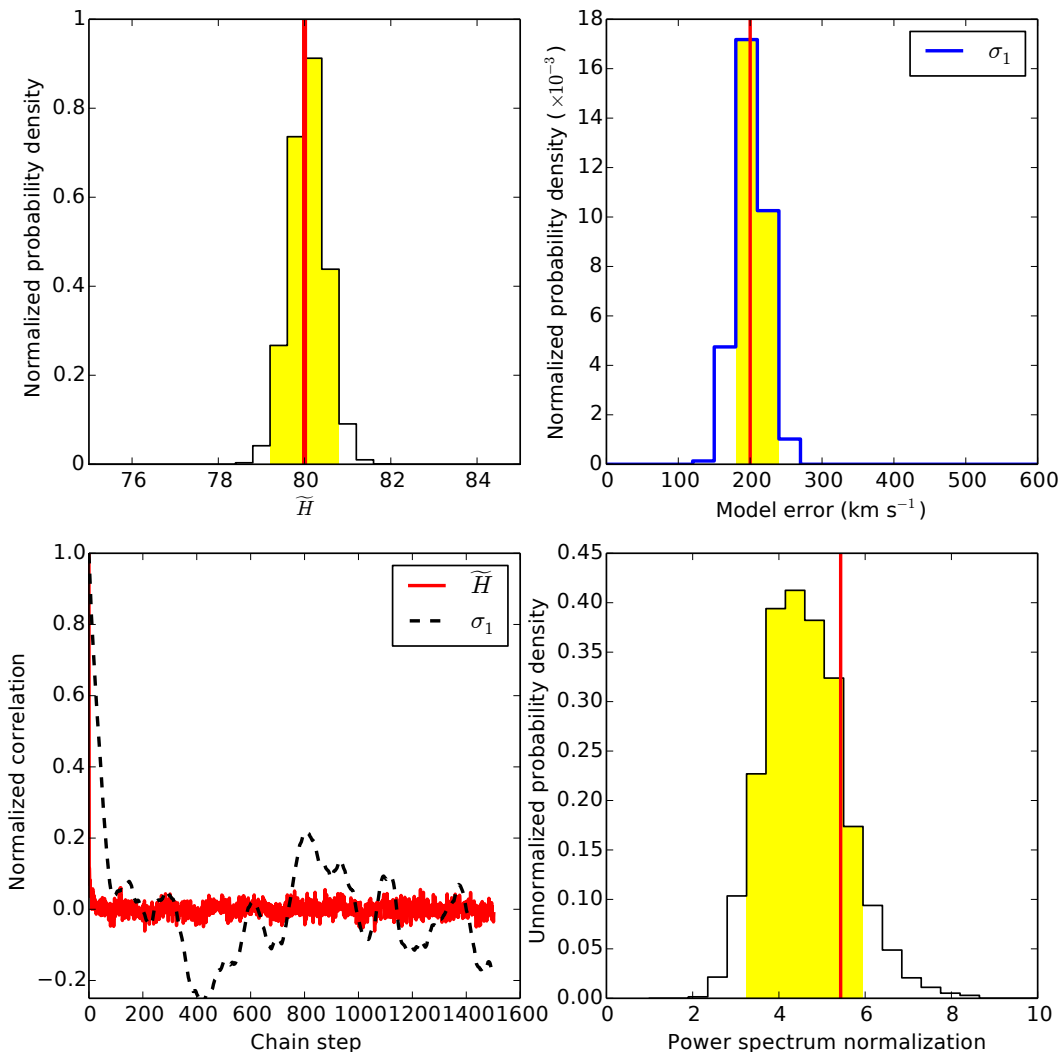 Normalized probability density
1
0.8
0.6
0.4
0.2
0
76 78 80 82 84
H̃
Normalized probability density ( ×10⁻³)
18
16
14
12
10
8
6
4
2
0
0 100 200 300 400 500 600
Model error (km s⁻¹)
σ₁
Normalized correlation
1.0
0.8
0.6
0.4
0.2
0.0
−0.2
0 200 400 600 800 1000 1200 1400 1600
Chain step
H̃
σ₁
Unnormalized probability density
0.45
0.40
0.35
0.30
0.25
0.20
0.15
0.10
0.05
0.00
0 2 4 6 8 10
Power spectrum normalization